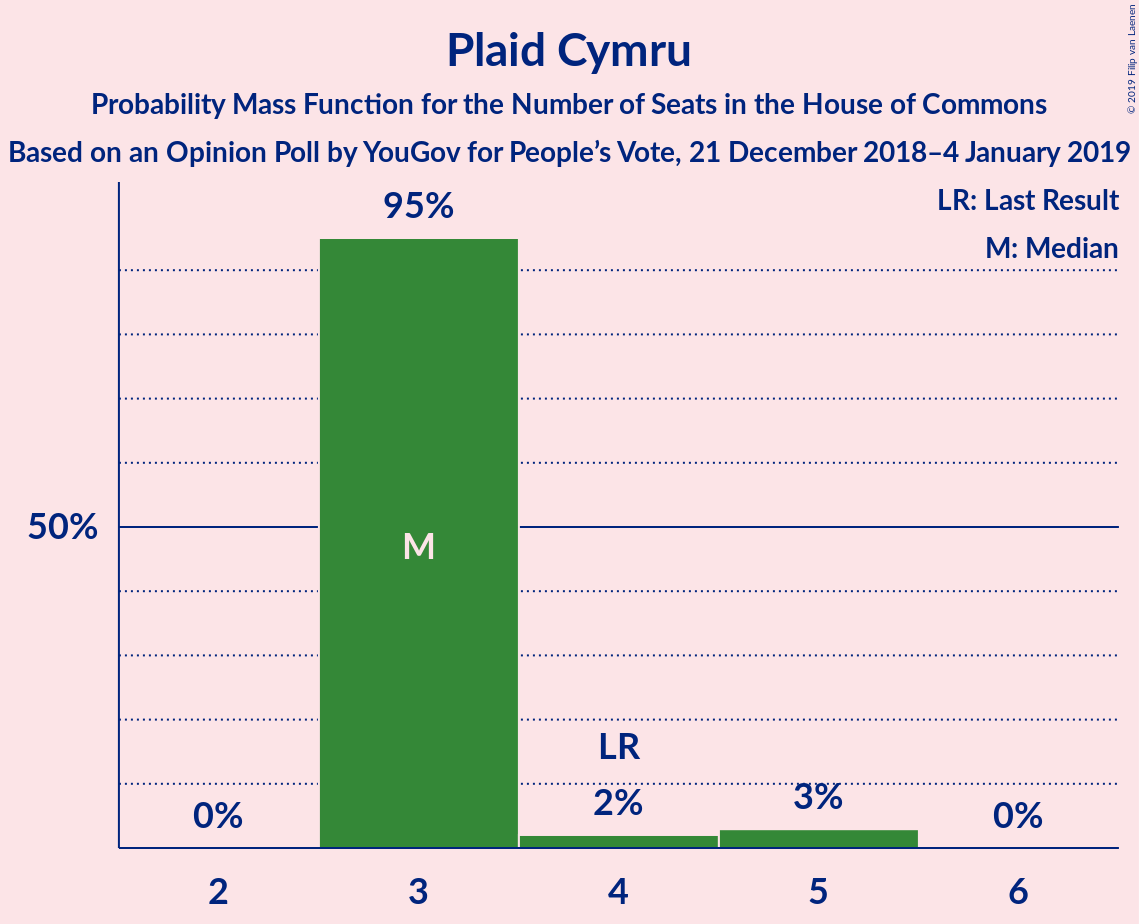 Plaid Cymru
Probability Mass Function for the Number of Seats in the House of Commons
Based on an Opinion Poll by YouGov for People’s Vote, 21 December 2018–4 January 2019
© 2019 Filip van Laenen
LR: Last Result
M: Median
95%
50%
M
LR
0%
2%
3%
0%
2
3
4
5
6